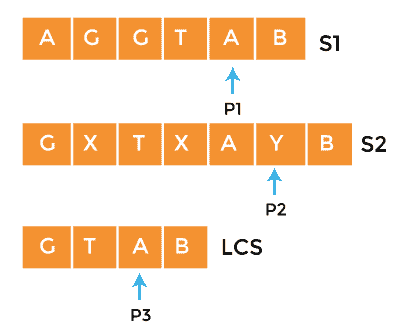 A G G T A B S1
P1
G X T X A Y B S2
P2
G T A B LCS
P3